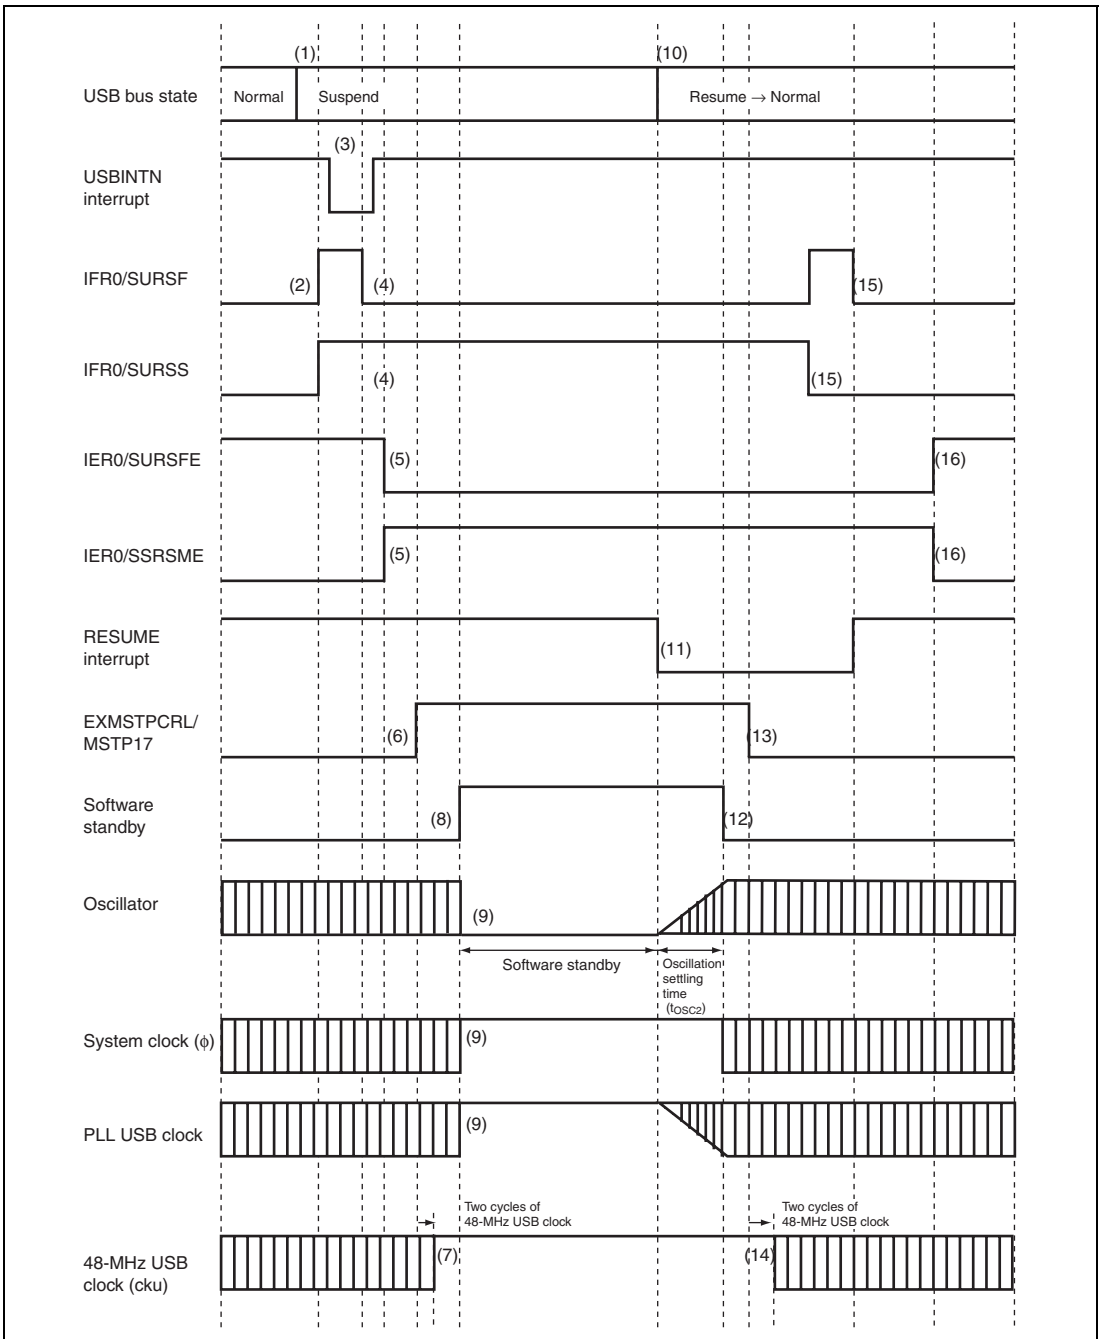 (1)
(10)
USB bus state
Normal
Suspend
Resume → Normal
(3)
USBINTN
interrupt
IFR0/SURSF
(2)
(4)
(15)
IFR0/SURSS
(4)
(15)
IER0/SURSFE
(5)
(16)
IER0/SSRSME
(5)
(16)
RESUME
interrupt
(11)
EXMSTPCRL/
MSTP17
(6)
(13)
Software
standby
(8)
(12)
Oscillator
(9)
Software standby
Oscillation
settling
time
(tOSC2)
System clock (ϕ)
(9)
PLL USB clock
(9)
Two cycles of
48-MHz USB clock
Two cycles of
48-MHz USB clock
48-MHz USB
clock (cku)
(7)
(14)